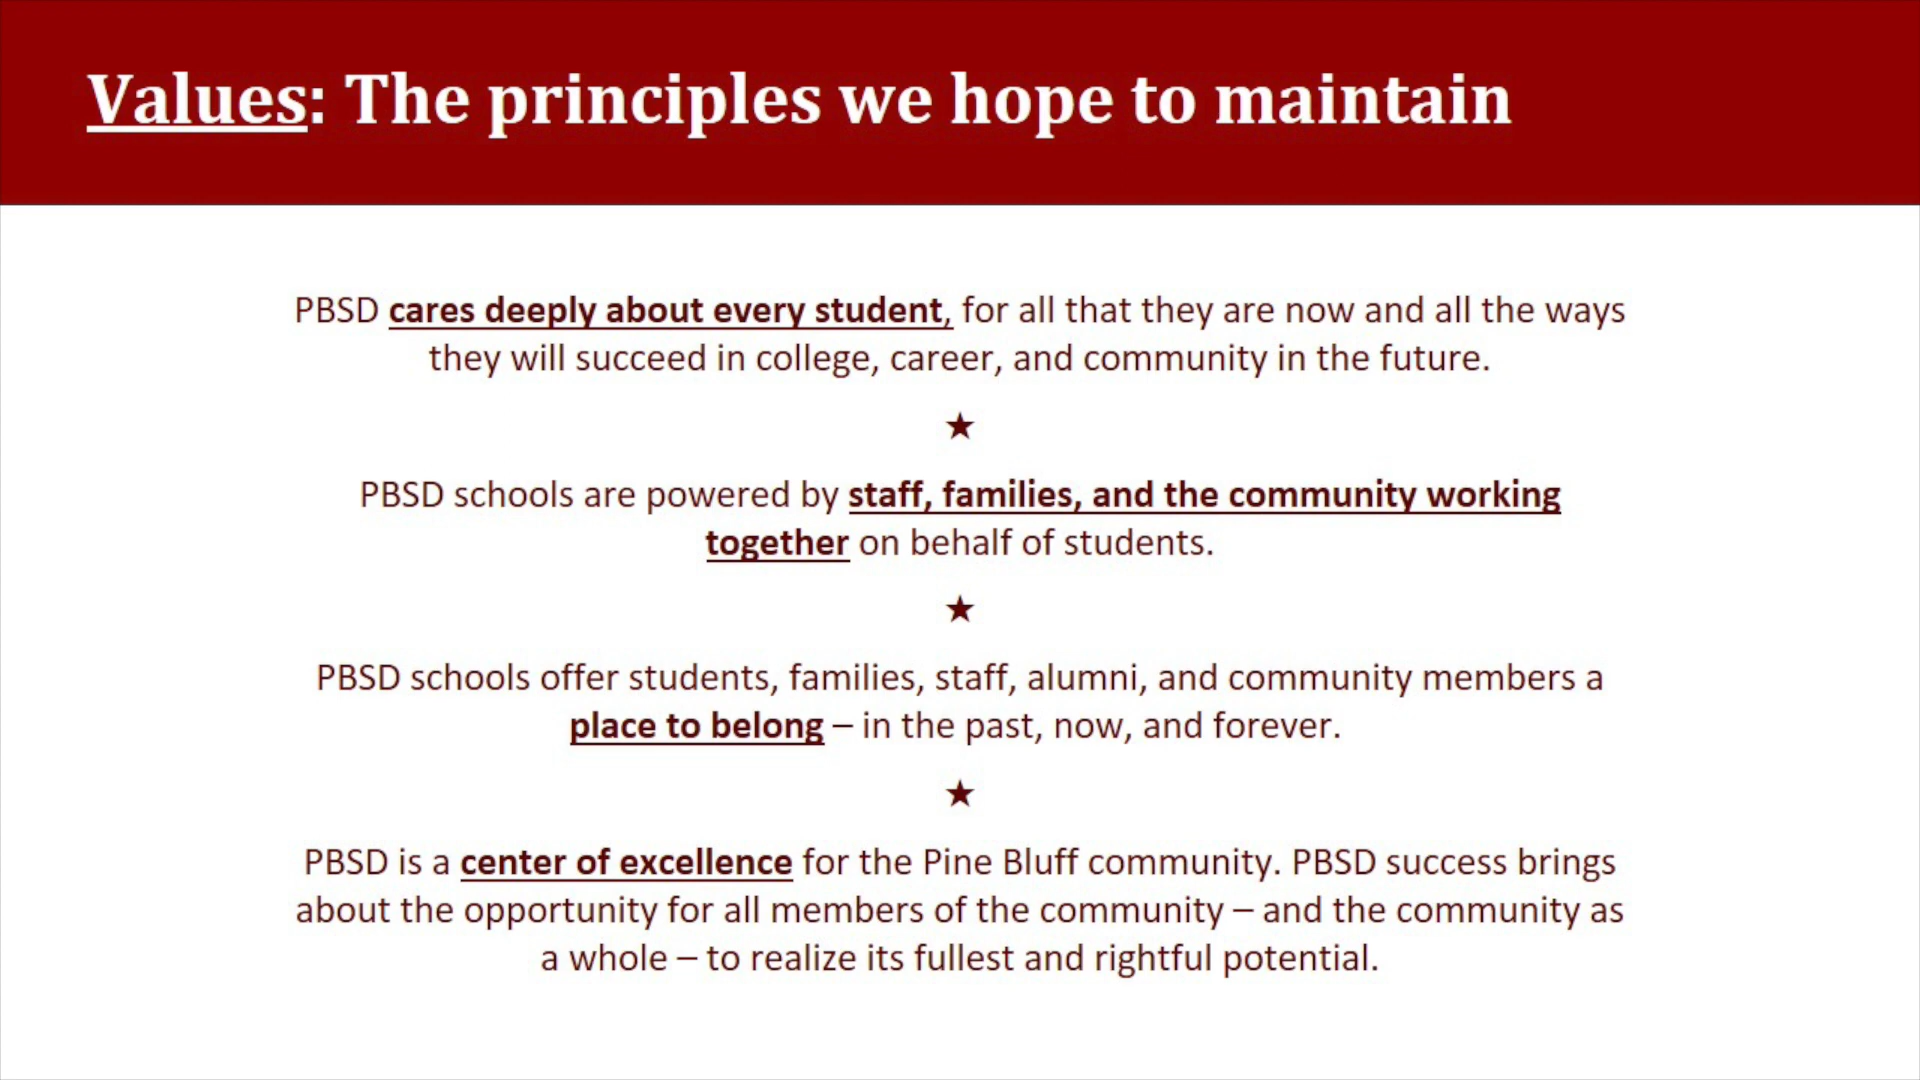 Values: The principles we hope to maintain
PBSD cares deeply about every student, for all that they are now and all the ways
they will succeed in college, career, and community in the future.
★
PBSD schools are powered by staff, families, and the community working
together on behalf of students.
★
PBSD schools offer students, families, staff, alumni, and community members a
place to belong – in the past, now, and forever.
★
PBSD is a center of excellence for the Pine Bluff community. PBSD success brings
about the opportunity for all members of the community – and the community as
a whole – to realize its fullest and rightful potential.